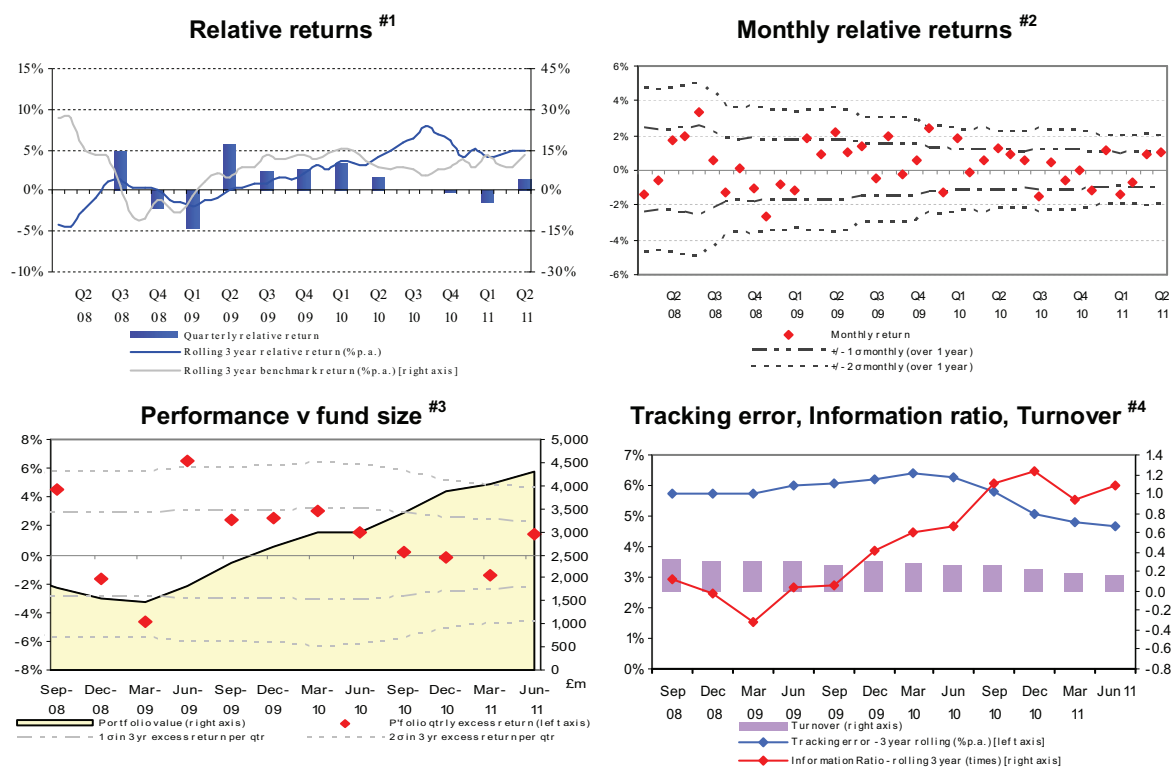 Relative returns #1
15% 45%
10% 30%
5% 15%
0% 0%
-5% -15%
-10% -30%
Q2 Q3 Q4 Q1 Q2 Q3 Q4 Q1 Q2 Q3 Q4 Q1 Q2
08 08 08 09 09 09 09 10 10 10 10 11 11
Quarterly relative return
Rolling 3 year relative return (% p.a.)
Rolling 3 year benchmark return (% p.a.) [right axis]
Monthly relative returns #2
6%
4%
2%
0%
-2%
-4%
-6%
Q2 Q3 Q4 Q1 Q2 Q3 Q4 Q1 Q2 Q3 Q4 Q1 Q2
08 08 08 09 09 09 09 10 10 10 10 11 11
Monthly return
+/- 1 σ monthly (over 1 year)
+/- 2 σ monthly (over 1 year)
Performance v fund size #3
8% 5,000
6% 4,500
4% 4,000
2% 3,500
0% 3,000
-2% 2,500
-4% 2,000
-6% 1,500
-8% 1,000
500
0
£m
Sep- Dec- Mar- Jun- Sep- Dec- Mar- Jun- Sep- Dec- Mar- Jun-
08 08 09 09 09 09 10 10 10 10 11 11
Portfolio value (right axis)
P'folio qtrly excess return (left axis)
1 σ in 3 yr excess return per qtr
2 σ in 3 yr excess return per qtr
Tracking error, Information ratio, Turnover #4
7% 1.4
6% 1.2
5% 1.0
4% 0.8
3% 0.6
2% 0.4
1% 0.2
0% 0.0
-0.2
-0.4
-0.6
-0.8
Sep Dec Mar Jun Sep Dec Mar Jun Sep Dec Mar Jun 11
08 08 09 09 09 09 10 10 10 10 11
Turnover (right axis)
Tracking error - 3 year rolling (% p.a.) [left axis]
Information Ratio - rolling 3 year (times) [right axis]